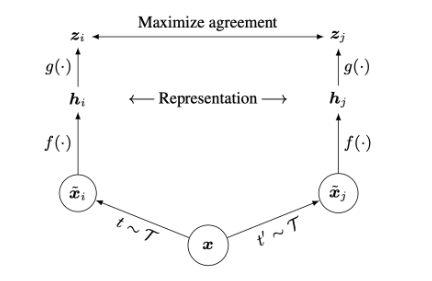 Maximize agreement
z_i z_j
g(·) g(·)
h_i ⟵ Representation ⟶ h_j
f(·) f(·)
x̃_i x̃_j
t ~ 𝒯 t′ ~ 𝒯
x